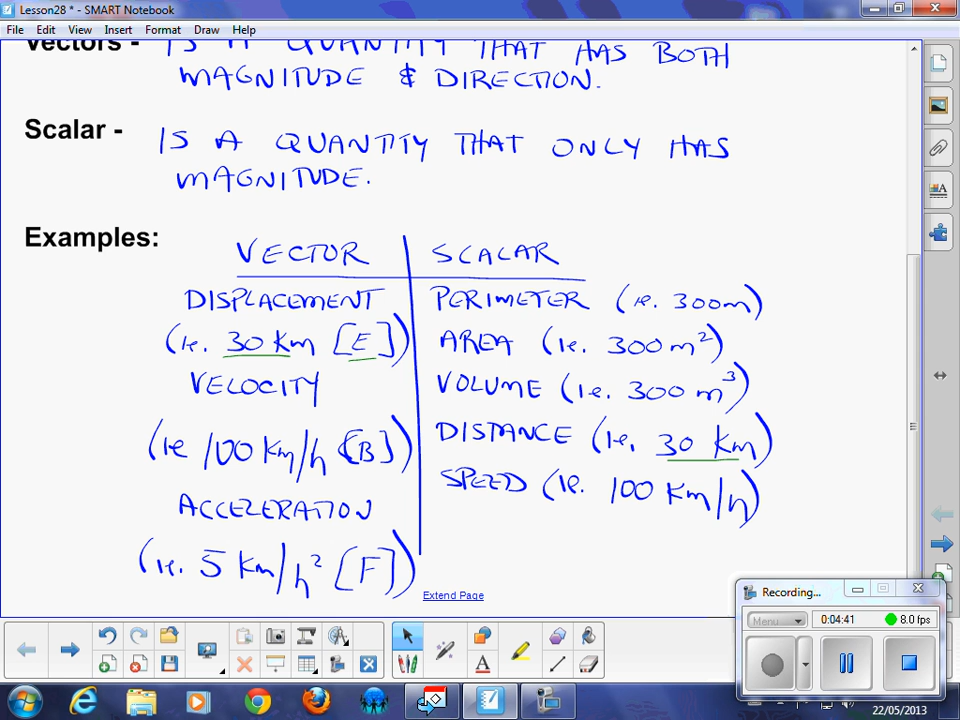 Lesson28 * - SMART Notebook
File Edit View Insert Format Draw Help
Vectors - IS A QUANTITY THAT HAS BOTH
MAGNITUDE & DIRECTION.
Scalar - IS A QUANTITY THAT ONLY HAS
MAGNITUDE.
Examples:
VECTOR SCALAR
DISPLACEMENT PERIMETER (ie. 300m)
(ie. 30 Km [E]) AREA (ie. 300m²)
VELOCITY VOLUME (ie. 300 m³)
(ie 100 Km/h [B]) DISTANCE (ie. 30 Km)
ACCELERATION SPEED (ie. 100 Km/h)
(ie. 5 Km/h² [F])
Extend Page
Recording...
Menu 0:04:41 8.0 fps
22/05/2013